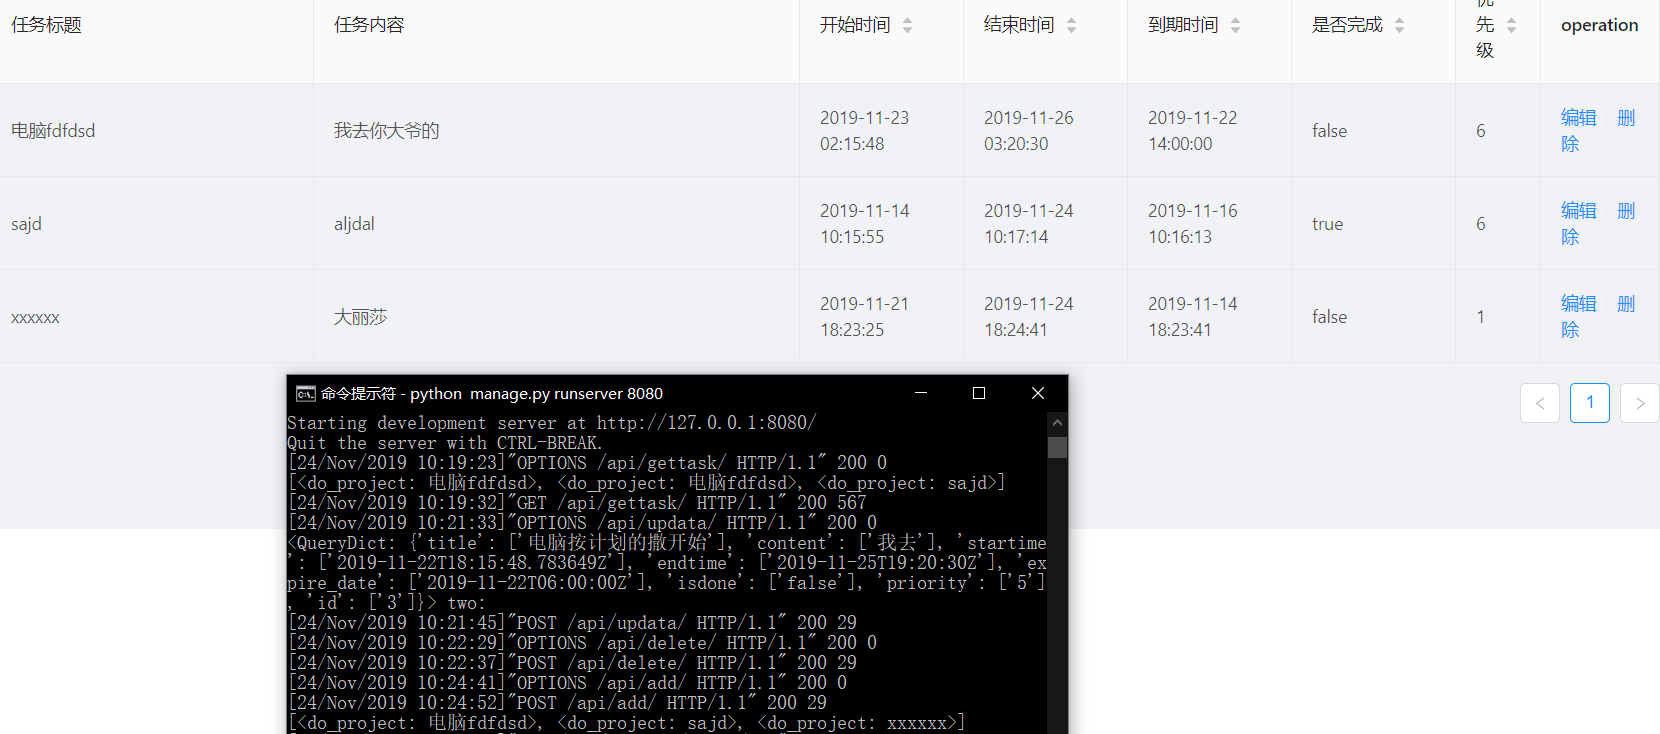 任务标题 任务内容 开始时间 结束时间 到期时间 是否完成 优先级 operation
电脑fdfdsd 我去你大爷的 2019-11-23 02:15:48 2019-11-26 03:20:30 2019-11-22 14:00:00 false 6 编辑 删除
sajd aljdal 2019-11-14 10:15:55 2019-11-24 10:17:14 2019-11-16 10:16:13 true 6 编辑 删除
xxxxxx 大丽莎 2019-11-21 18:23:25 2019-11-24 18:24:41 2019-11-14 18:23:41 false 1 编辑 删除
< 1 >
命令提示符 - python  manage.py runserver 8080
Starting development server at http://127.0.0.1:8080/
Quit the server with CTRL-BREAK.
[24/Nov/2019 10:19:23]"OPTIONS /api/gettask/ HTTP/1.1" 200 0
[<do_project: 电脑fdfdsd>, <do_project: 电脑fdfdsd>, <do_project: sajd>]
[24/Nov/2019 10:19:32]"GET /api/gettask/ HTTP/1.1" 200 567
[24/Nov/2019 10:21:33]"OPTIONS /api/updata/ HTTP/1.1" 200 0
<QueryDict: {'title': ['电脑按计划的撒开始'], 'content': ['我去'], 'startime
': ['2019-11-22T18:15:48.783649Z'], 'endtime': ['2019-11-25T19:20:30Z'], 'ex
pire_date': ['2019-11-22T06:00:00Z'], 'isdone': ['false'], 'priority': ['5']
, 'id': ['3']}> two:
[24/Nov/2019 10:21:45]"POST /api/updata/ HTTP/1.1" 200 29
[24/Nov/2019 10:22:29]"OPTIONS /api/delete/ HTTP/1.1" 200 0
[24/Nov/2019 10:22:37]"POST /api/delete/ HTTP/1.1" 200 29
[24/Nov/2019 10:24:41]"OPTIONS /api/add/ HTTP/1.1" 200 0
[24/Nov/2019 10:24:52]"POST /api/add/ HTTP/1.1" 200 29
[<do_project: 电脑fdfdsd>, <do_project: sajd>, <do_project: xxxxxx>]